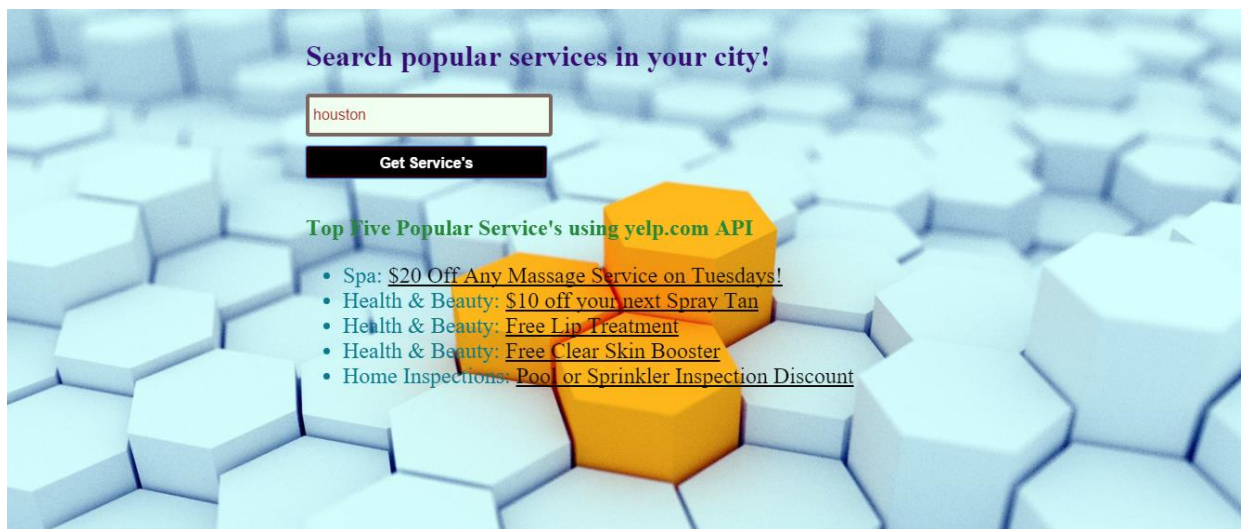 Search popular services in your city!
houston
Get Service's
Top Five Popular Service's using yelp.com API
Spa: $20 Off Any Massage Service on Tuesdays!
Health & Beauty: $10 off your next Spray Tan
Health & Beauty: Free Lip Treatment
Health & Beauty: Free Clear Skin Booster
Home Inspections: Pool or Sprinkler Inspection Discount